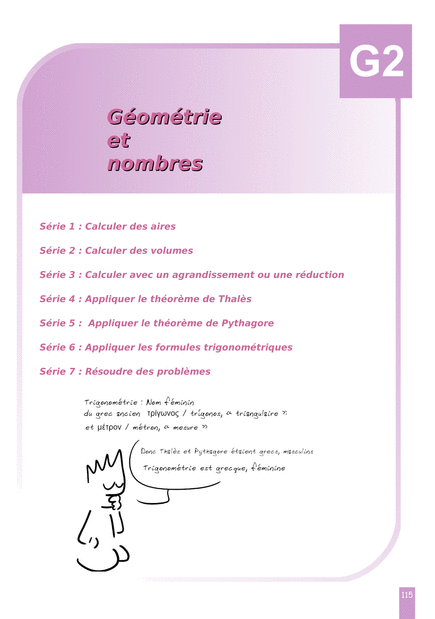 G2
Géométrie
et
nombres
Série 1 : Calculer des aires
Série 2 : Calculer des volumes
Série 3 : Calculer avec un agrandissement ou une réduction
Série 4 : Appliquer le théorème de Thalès
Série 5 : Appliquer le théorème de Pythagore
Série 6 : Appliquer les formules trigonométriques
Série 7 : Résoudre des problèmes
Trigonométrie : Nom féminin
du grec ancien τρίγωνος / trígonos, « triangulaire »
et μέτρον / métron, « mesure »
Donc Thalès et Pythagore étaient grecs, masculins
Trigonométrie est grecque, féminine
115